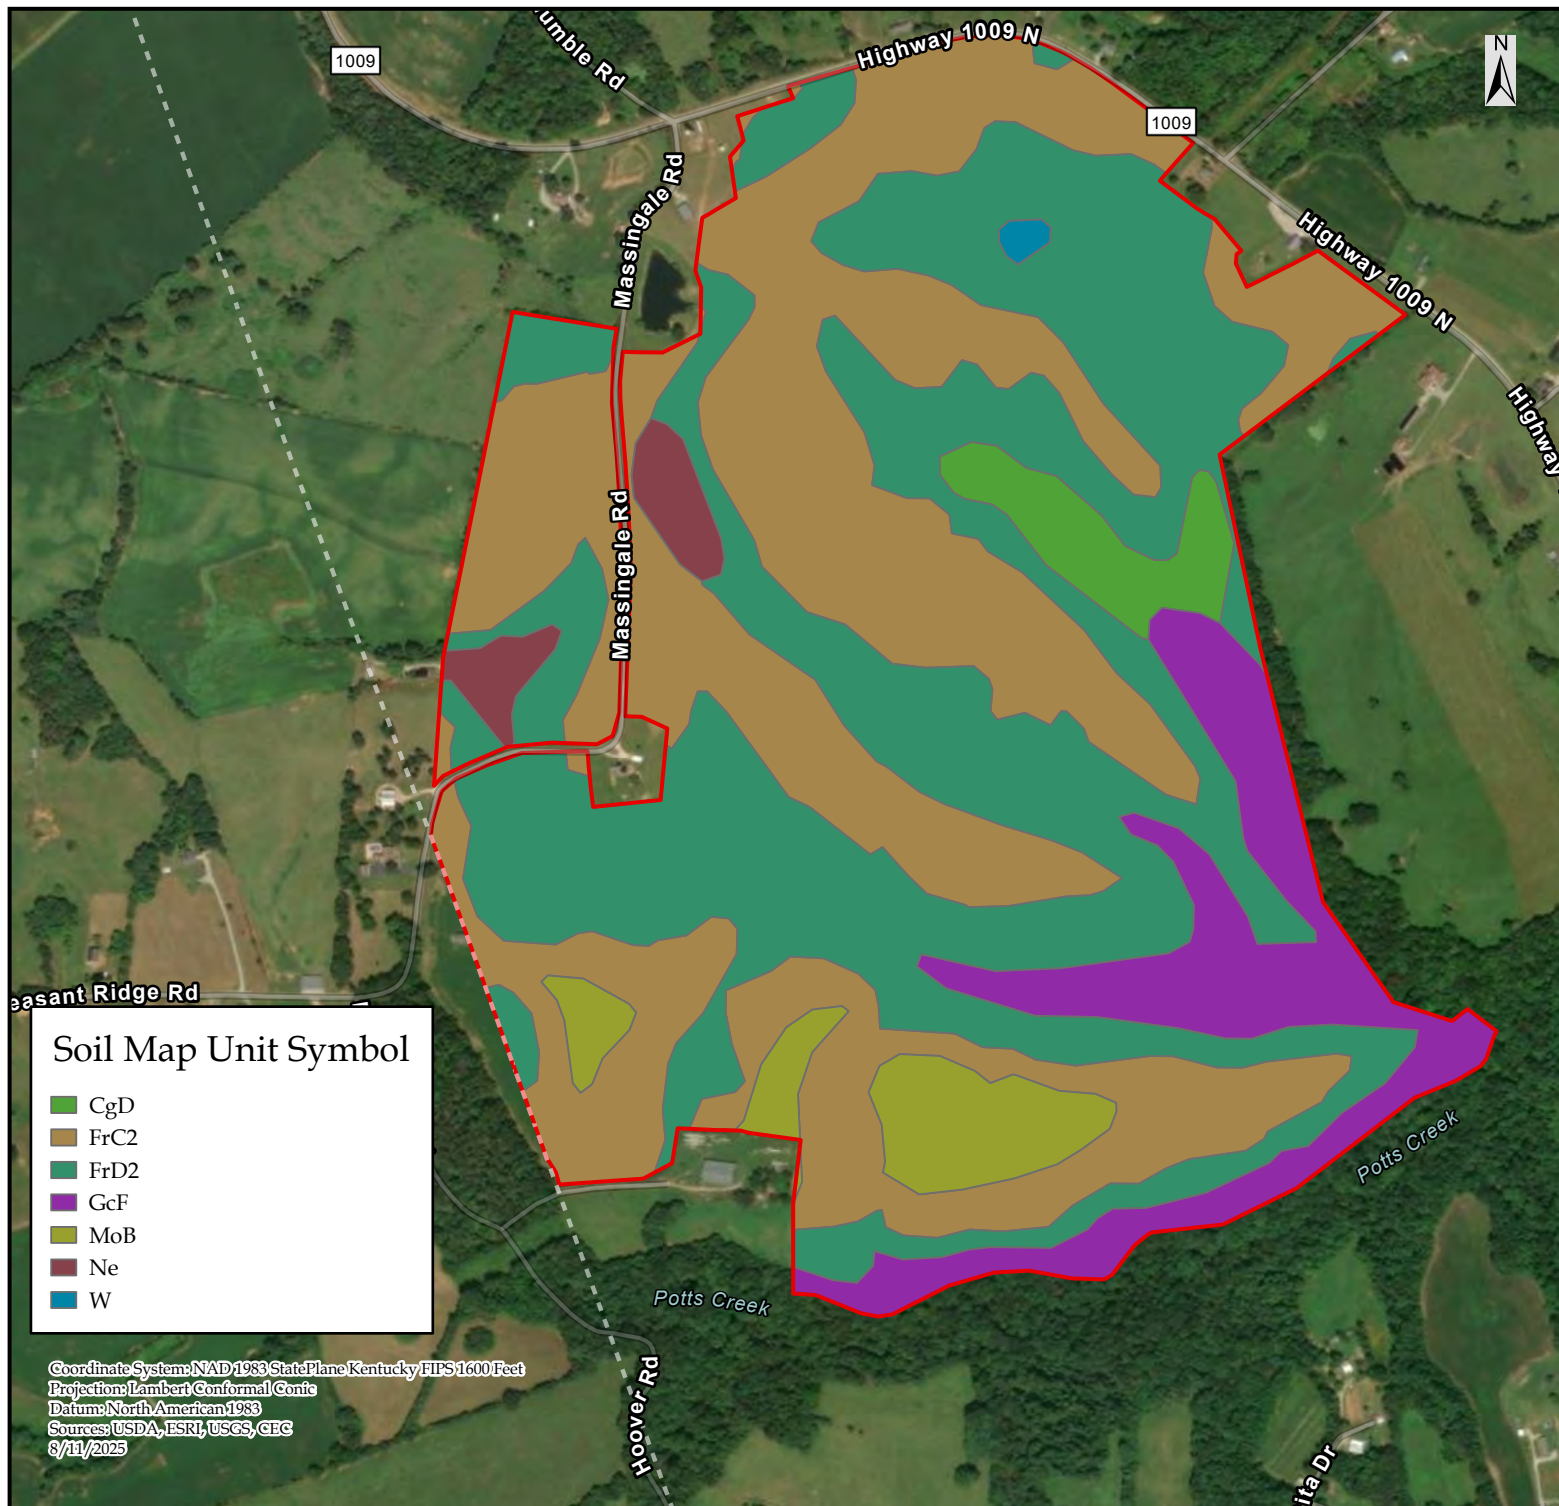 umble Rd
Highway 1009 N
N
1009
1009
Massingale Rd
Highway 1009 N
Highway
Massingale Rd
easant Ridge Rd
Soil Map Unit Symbol
CgD
FrC2
FrD2
GcF
MoB
Ne
W
Potts Creek
Potts Creek
Coordinate System: NAD 1983 StatePlane Kentucky FIPS 1600 Feet
Projection: Lambert Conformal Conic
Datum: North American 1983
Sources: USDA, ESRI, USGS, CEC
8/11/2025
Hoover Rd
ita Dr